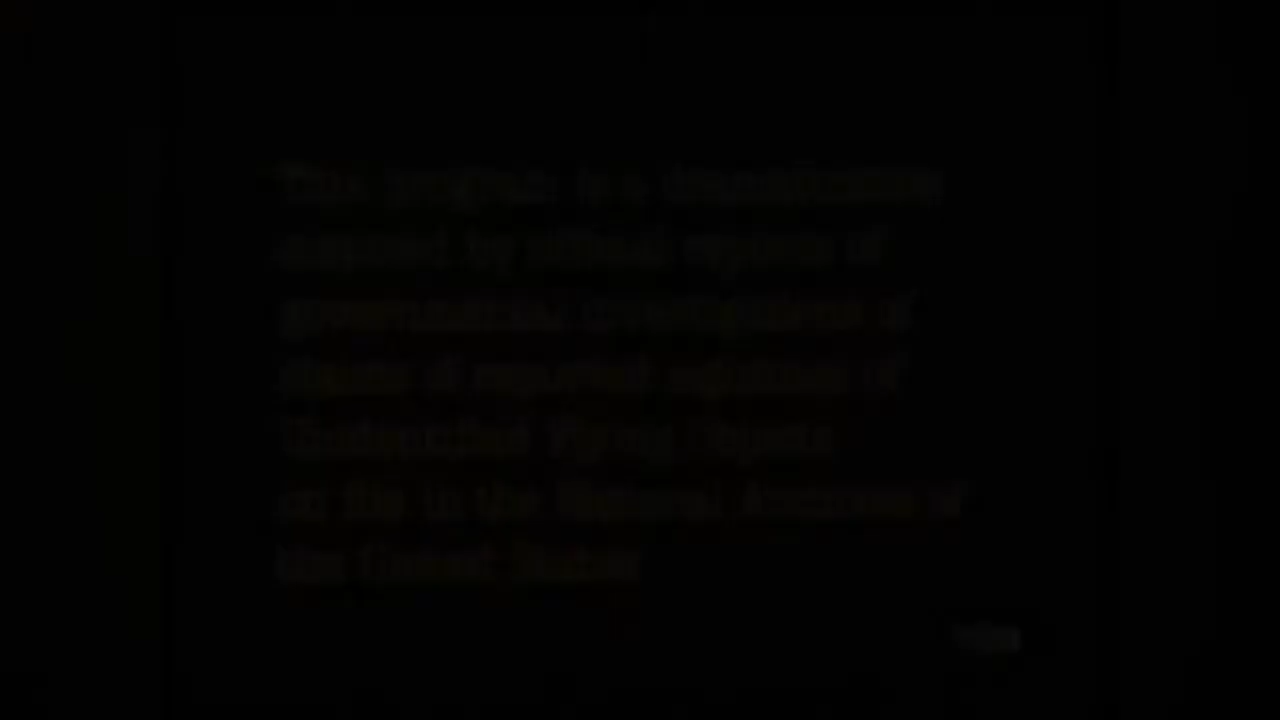 This program is a dramatization
inspired by official reports of
governmental investigations of
claims of reported sightings of
Unidentified Flying Objects
on file in the National Archives of
the United States